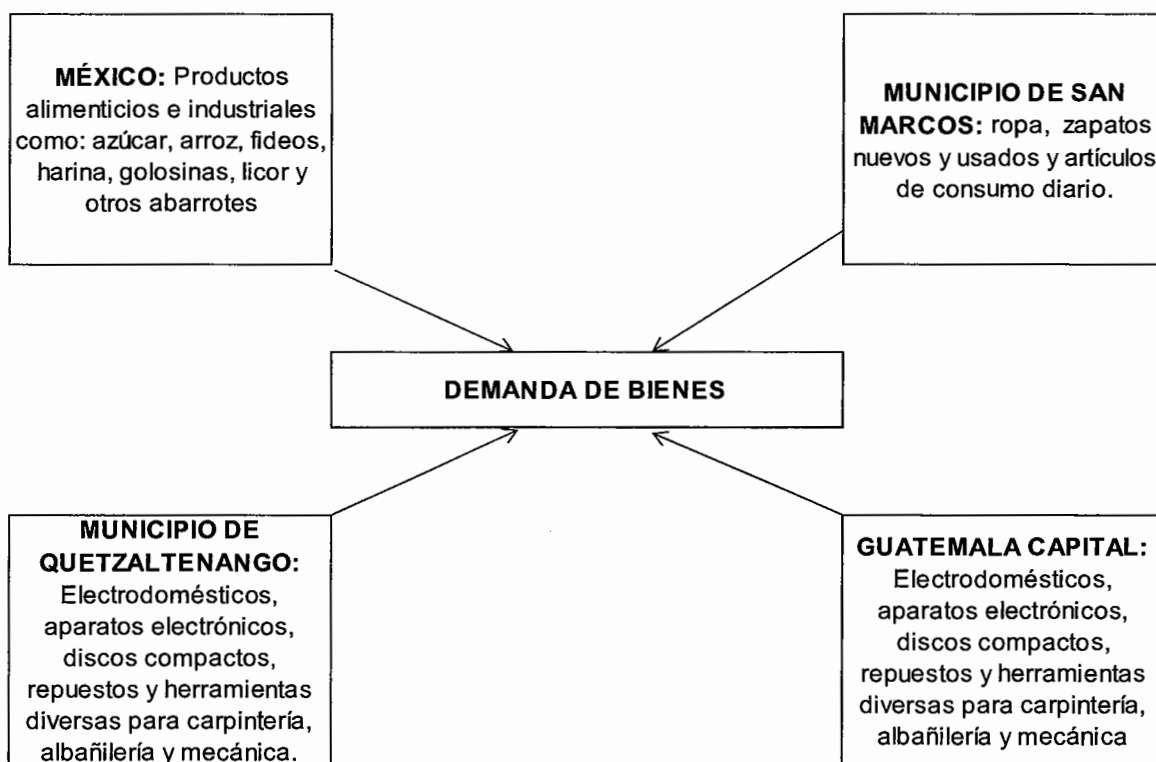 MÉXICO: Productos
alimenticios e industriales
como: azúcar, arroz, fideos,
harina, golosinas, licor y
otros abarrotes
MUNICIPIO DE SAN
MARCOS: ropa, zapatos
nuevos y usados y artículos
de consumo diario.
DEMANDA DE BIENES
MUNICIPIO DE
QUETZALTENANGO:
Electrodomésticos,
aparatos electrónicos,
discos compactos,
repuestos y herramientas
diversas para carpintería,
albañilería y mecánica.
GUATEMALA CAPITAL:
Electrodomésticos,
aparatos electrónicos,
discos compactos,
repuestos y herramientas
diversas para carpintería,
albañilería y mecánica